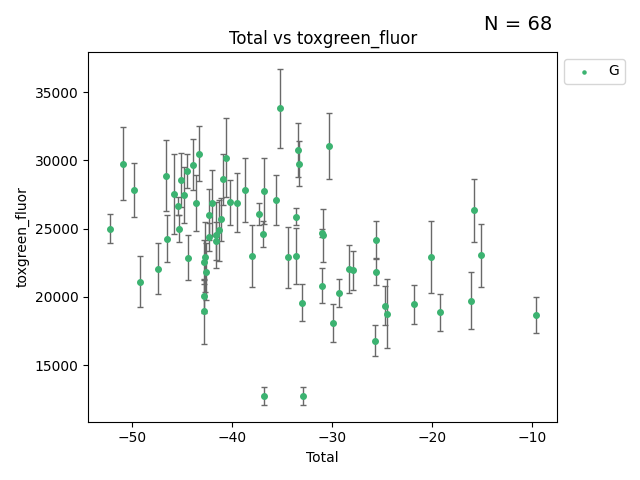 N = 68
Total vs toxgreen_fluor
G
toxgreen_fluor
35000
30000
25000
20000
15000
−50 −40 −30 −20 −10
Total